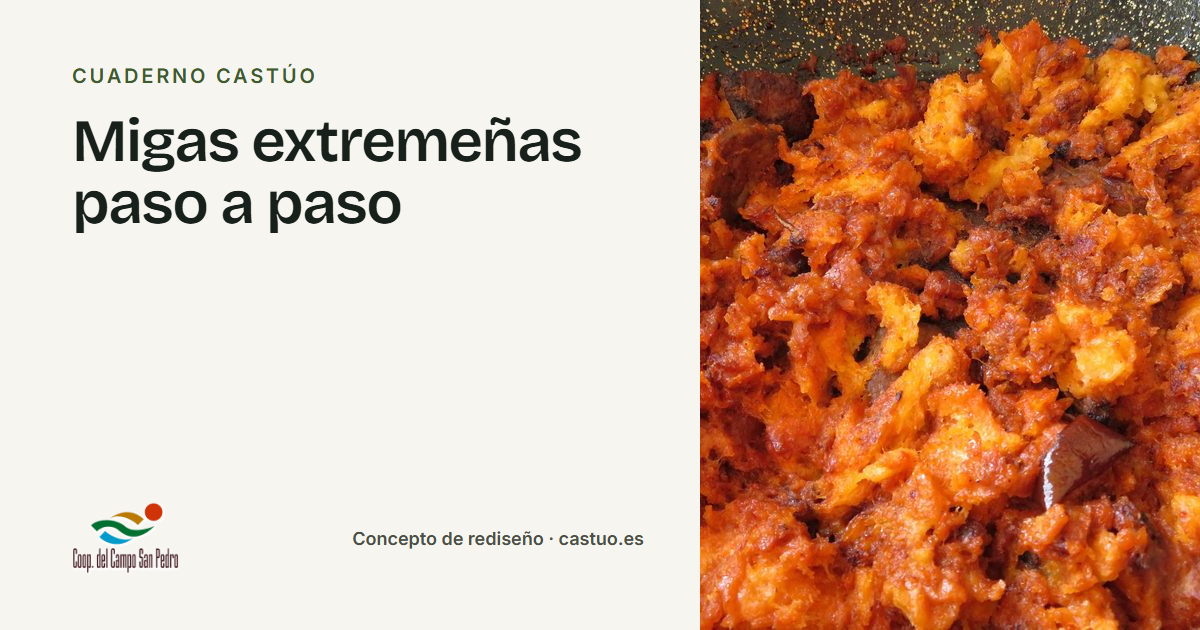 CUADERNO CASTÚO
Migas extremeñas
paso a paso
Coop. del Campo San Pedro
Concepto de rediseño · castuo.es